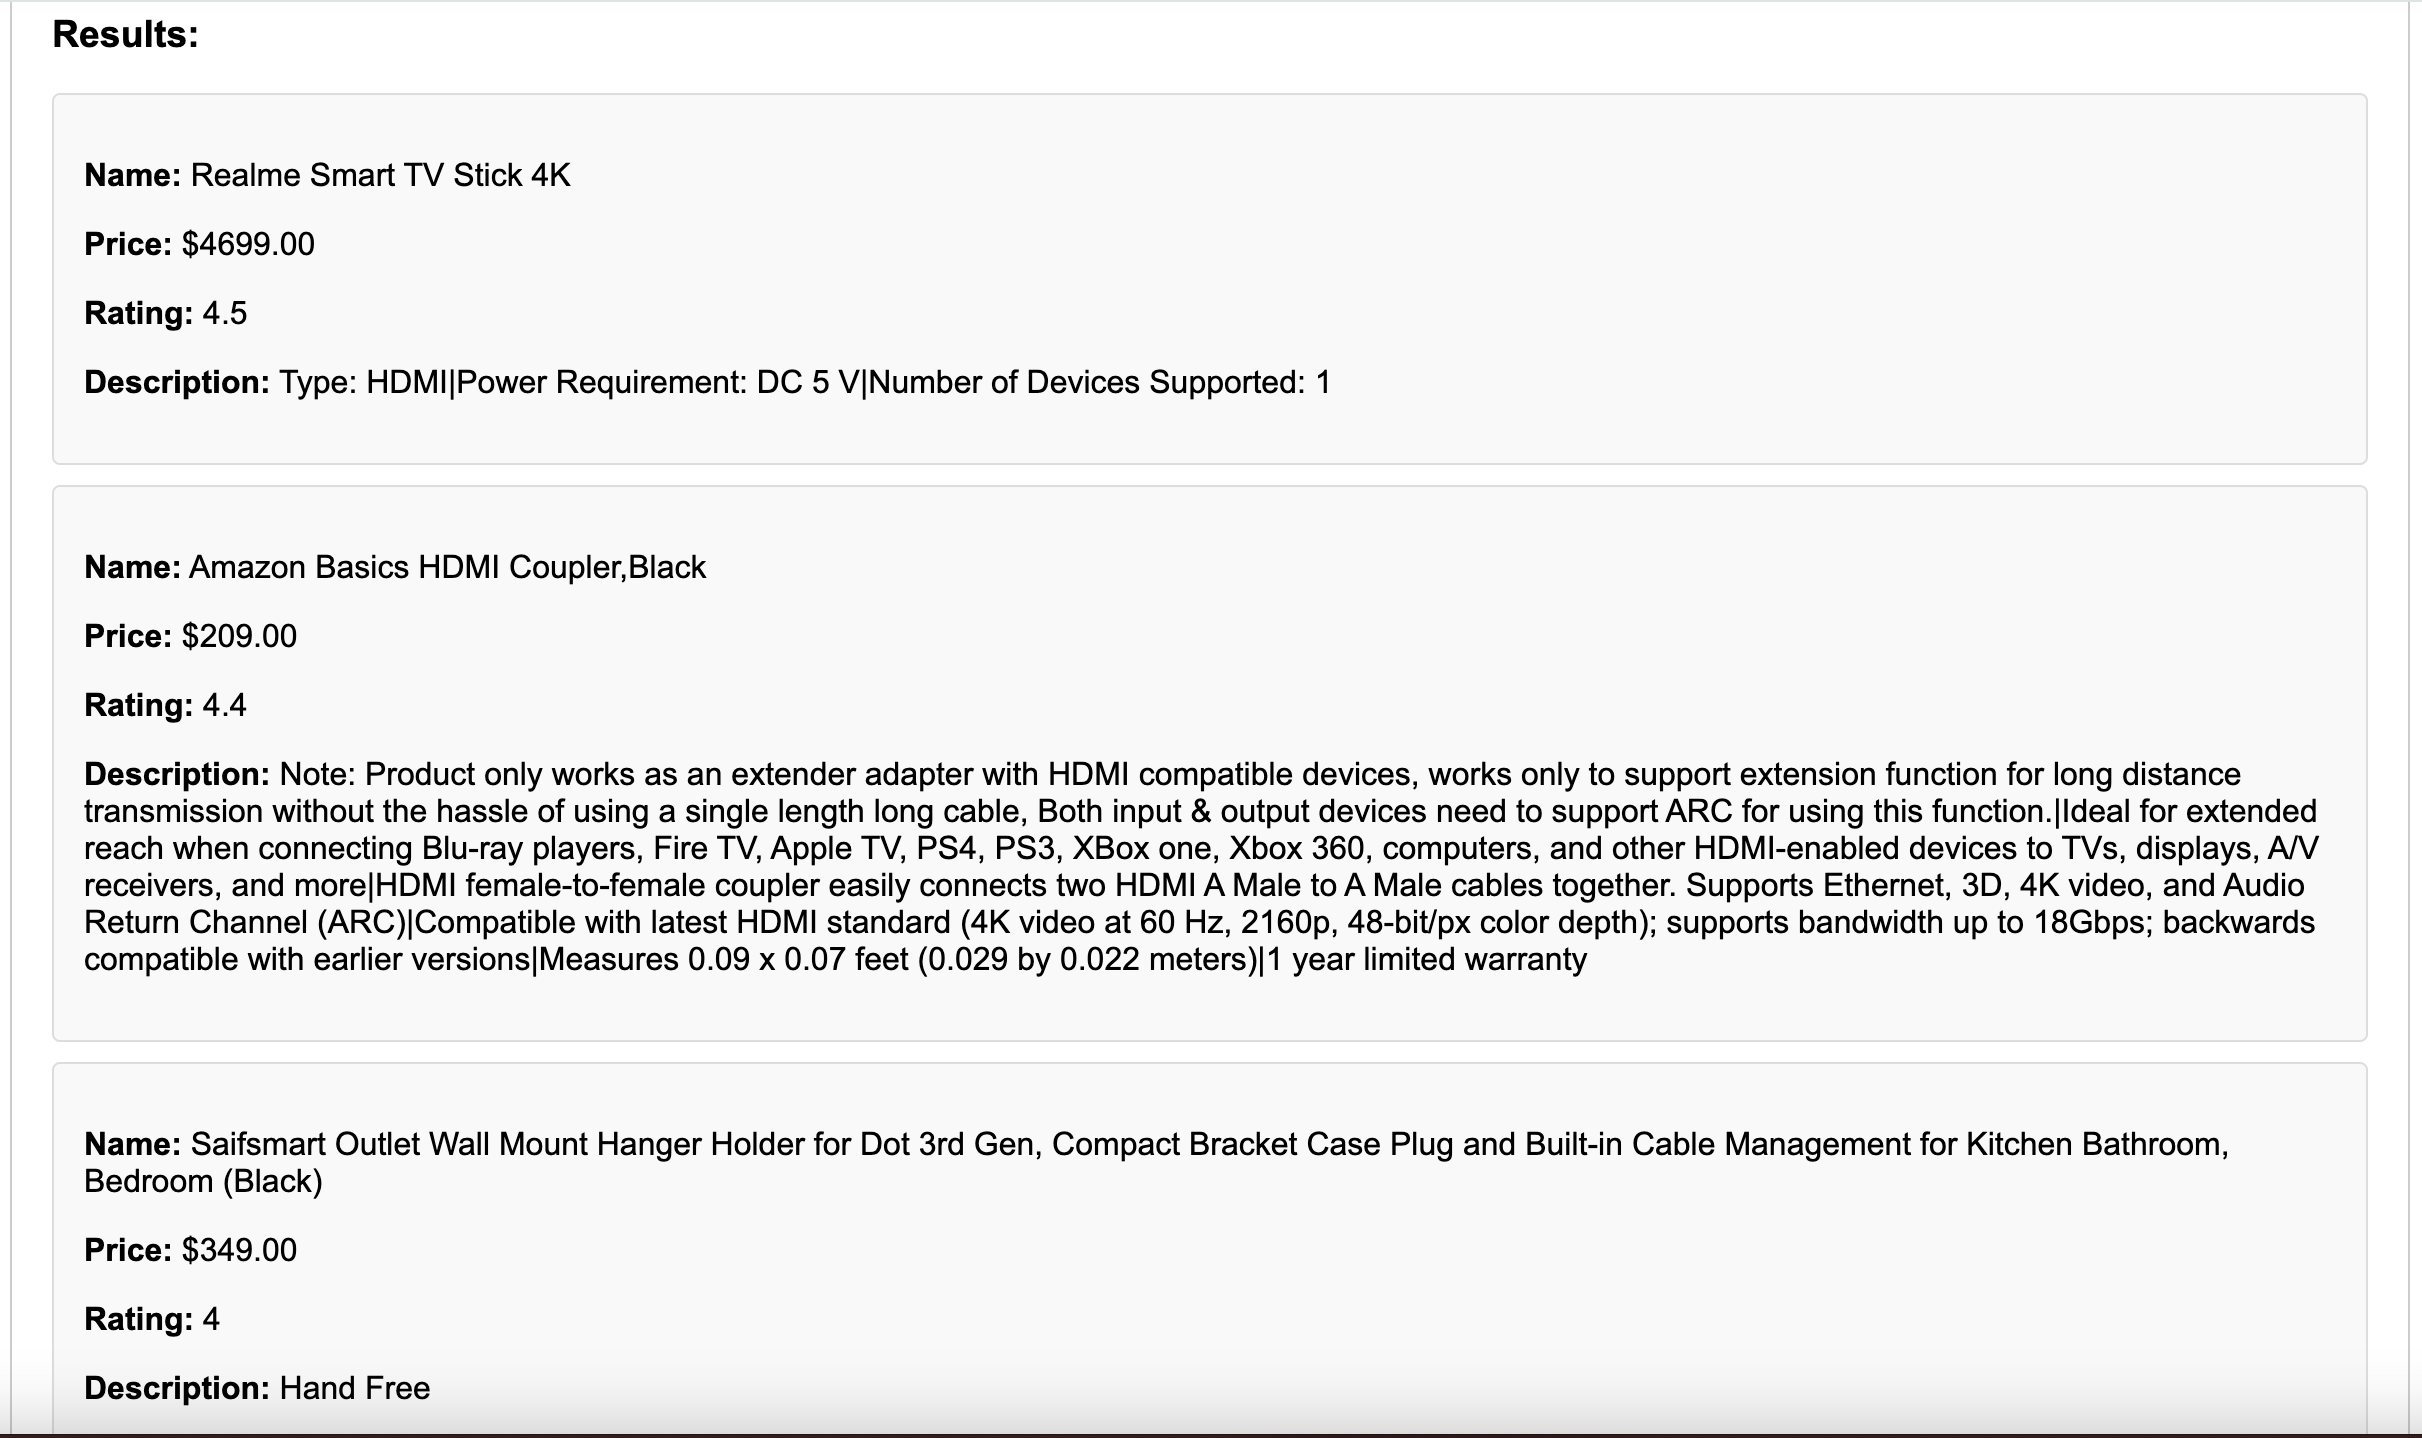 Results:
Name: Realme Smart TV Stick 4K
Price: $4699.00
Rating: 4.5
Description: Type: HDMI|Power Requirement: DC 5 V|Number of Devices Supported: 1
Name: Amazon Basics HDMI Coupler,Black
Price: $209.00
Rating: 4.4
Description: Note: Product only works as an extender adapter with HDMI compatible devices, works only to support extension function for long distance
transmission without the hassle of using a single length long cable, Both input & output devices need to support ARC for using this function.|Ideal for extended
reach when connecting Blu-ray players, Fire TV, Apple TV, PS4, PS3, XBox one, Xbox 360, computers, and other HDMI-enabled devices to TVs, displays, A/V
receivers, and more|HDMI female-to-female coupler easily connects two HDMI A Male to A Male cables together. Supports Ethernet, 3D, 4K video, and Audio
Return Channel (ARC)|Compatible with latest HDMI standard (4K video at 60 Hz, 2160p, 48-bit/px color depth); supports bandwidth up to 18Gbps; backwards
compatible with earlier versions|Measures 0.09 x 0.07 feet (0.029 by 0.022 meters)|1 year limited warranty
Name: Saifsmart Outlet Wall Mount Hanger Holder for Dot 3rd Gen, Compact Bracket Case Plug and Built-in Cable Management for Kitchen Bathroom,
Bedroom (Black)
Price: $349.00
Rating: 4
Description: Hand Free